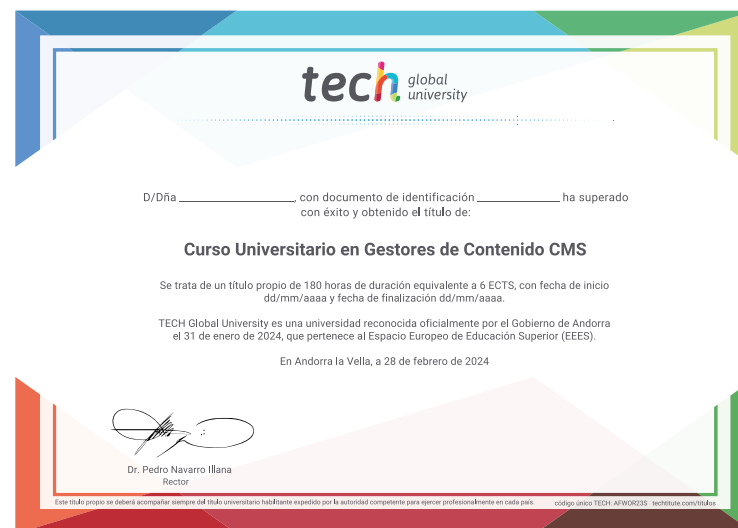 tech global
university
D/Dña ______________, con documento de identificación __________ ha superado
con éxito y obtenido el título de:
Curso Universitario en Gestores de Contenido CMS
Se trata de un título propio de 180 horas de duración equivalente a 6 ECTS, con fecha de inicio
dd/mm/aaaa y fecha de finalización dd/mm/aaaa.
TECH Global University es una universidad reconocida oficialmente por el Gobierno de Andorra
el 31 de enero de 2024, que pertenece al Espacio Europeo de Educación Superior (EEES).
En Andorra la Vella, a 28 de febrero de 2024
Dr. Pedro Navarro Illana
Rector
Este título propio se deberá acompañar siempre del título universitario habilitante expedido por la autoridad competente para ejercer profesionalmente en cada país. código único TECH: AFWOR23S techtitute.com/titulos